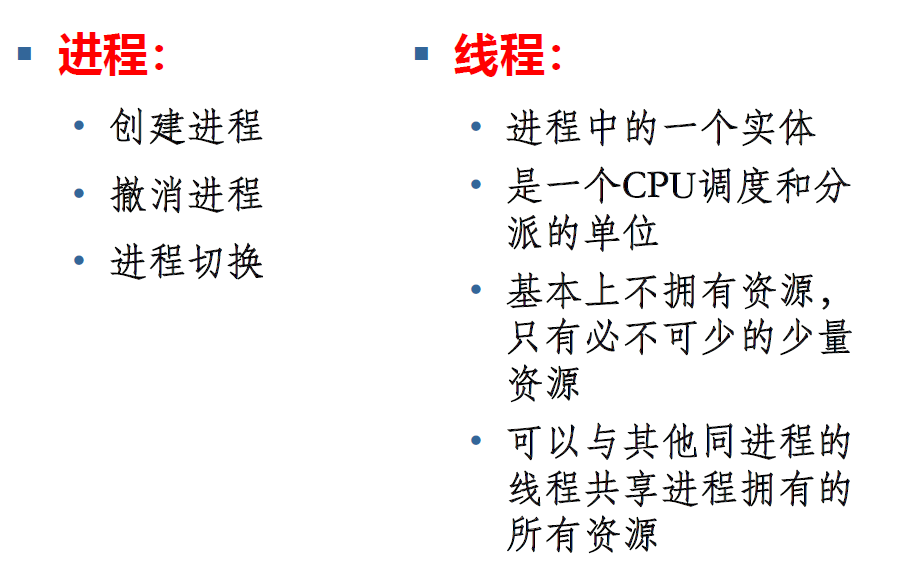 进程：
创建进程
撤消进程
进程切换
线程：
进程中的一个实体
是一个CPU调度和分
派的单位
基本上不拥有资源，
只有必不可少的少量
资源
可以与其他同进程的
线程共享进程拥有的
所有资源